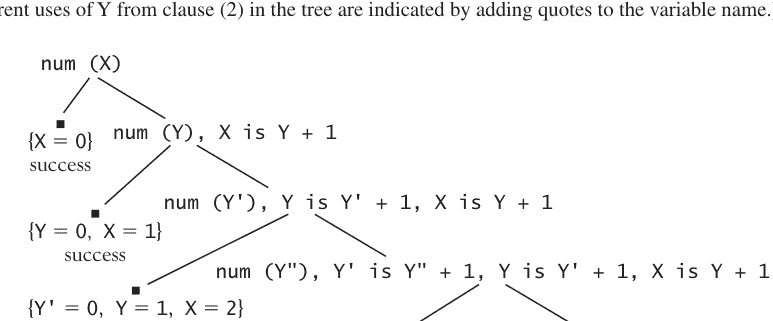 rent uses of Y from clause (2) in the tree are indicated by adding quotes to the variable name.
num (X)
{X = 0}
success
num (Y), X is Y + 1
num (Y'), Y is Y' + 1, X is Y + 1
{Y = 0, X = 1}
success
num (Y"), Y' is Y" + 1, Y is Y' + 1, X is Y + 1
{Y' = 0, Y = 1, X = 2}